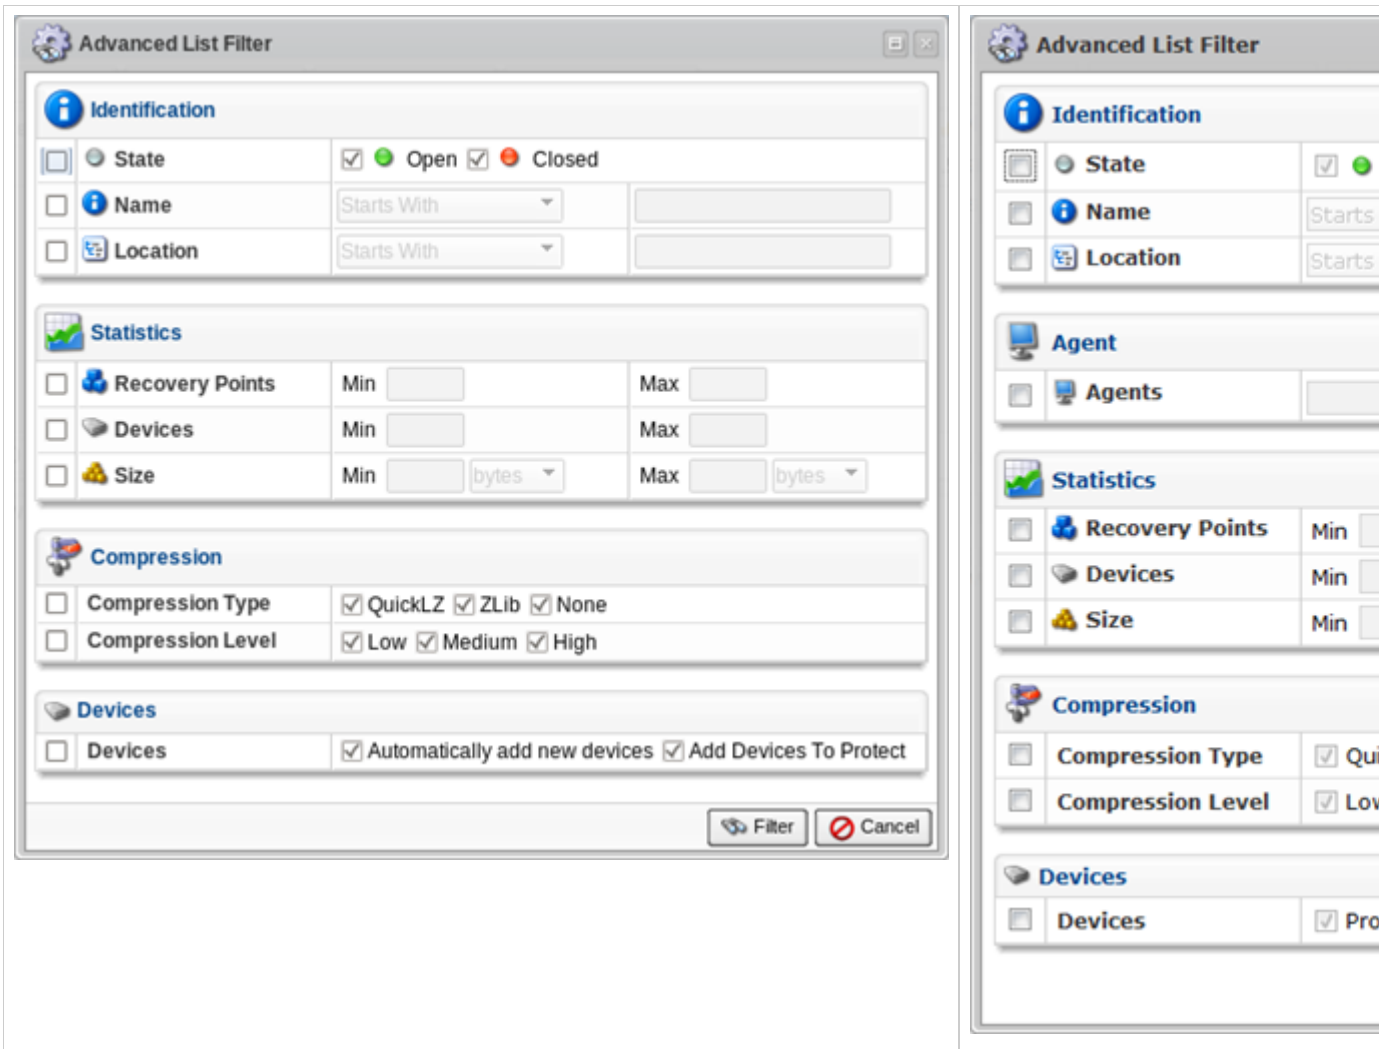 Advanced List Filter
Identification
State Open Closed
Name Starts With
Location Starts With
Statistics
Recovery Points Min Max
Devices Min Max
Size Min bytes Max bytes
Compression
Compression Type QuickLZ ZLib None
Compression Level Low Medium High
Devices
Devices Automatically add new devices Add Devices To Protect
Filter Cancel
Advanced List Filter
Identification
State
Name Starts
Location Starts
Agent
Agents
Statistics
Recovery Points Min
Devices Min
Size Min
Compression
Compression Type Qui
Compression Level Low
Devices
Devices Pro